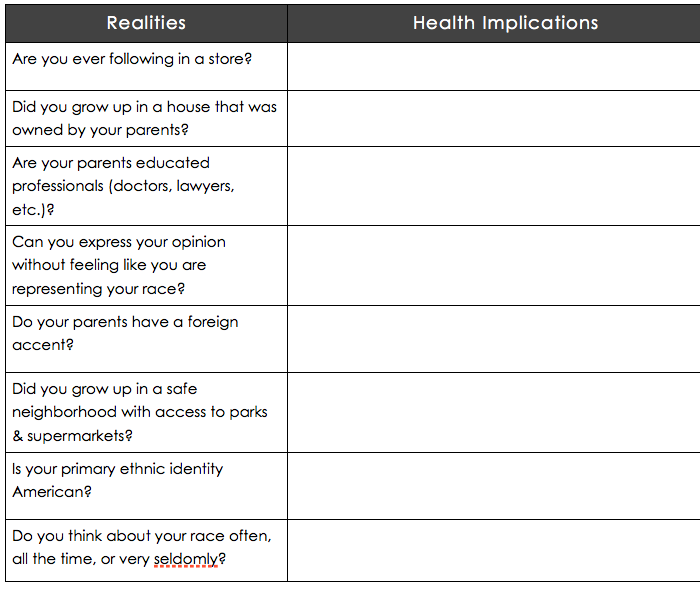 Realities
Health Implications
Are you ever following in a store?
Did you grow up in a house that was
owned by your parents?
Are your parents educated
professionals (doctors, lawyers,
etc.)?
Can you express your opinion
without feeling like you are
representing your race?
Do your parents have a foreign
accent?
Did you grow up in a safe
neighborhood with access to parks
& supermarkets?
Is your primary ethnic identity
American?
Do you think about your race often,
all the time, or very seldomly?